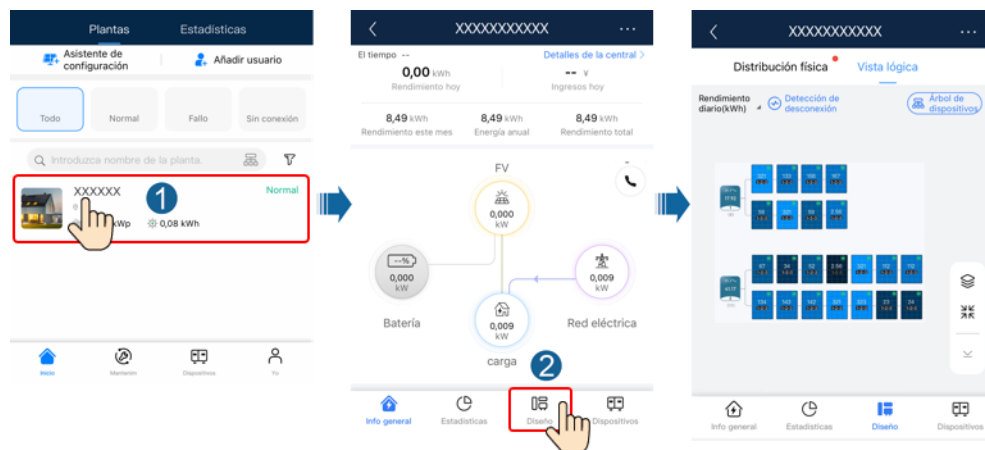 Plantas
Estadísticas
Asistente de
configuración
Añadir usuario
Todo
Normal
Fallo
Sin conexión
Introduzca nombre de la planta.
XXXXXX
Normal
1
kWp
0,08 kWh
Inicio
Mantenim
Dispositivos
Yo
XXXXXXXXXXX
El tiempo --
Detalles de la central >
0,00 kWh
-- ¥
Rendimiento hoy
Ingresos hoy
8,49 kWh
8,49 kWh
8,49 kWh
Rendimiento este mes
Energía anual
Rendimiento total
FV
0,000
kW
--%
0,000
kW
0,009
kW
Batería
0,009
kW
Red eléctrica
carga
2
Info general
Estadísticas
Diseño
Dispositivos
XXXXXXXXXXX
Distribución física
Vista lógica
Rendimiento
diario(kWh)
Detección de
desconexión
Árbol de
dispositivos
Info general
Estadísticas
Diseño
Dispositivos